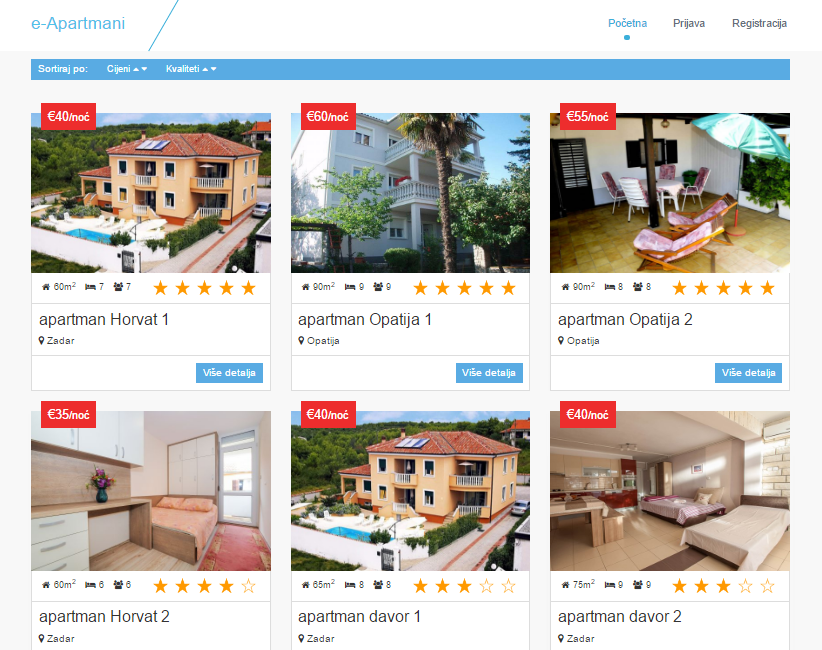 e-Apartmani
Početna Prijava Registracija
Sortiraj po: Cijeni Kvaliteti
€40/noć €60/noć €55/noć
60m² 7 7 90m² 9 9 90m² 8 8
apartman Horvat 1 apartman Opatija 1 apartman Opatija 2
Zadar Opatija Opatija
Više detalja Više detalja Više detalja
€35/noć €40/noć €40/noć
60m² 6 6 65m² 8 8 75m² 9 9
apartman Horvat 2 apartman davor 1 apartman davor 2
Zadar Zadar Zadar